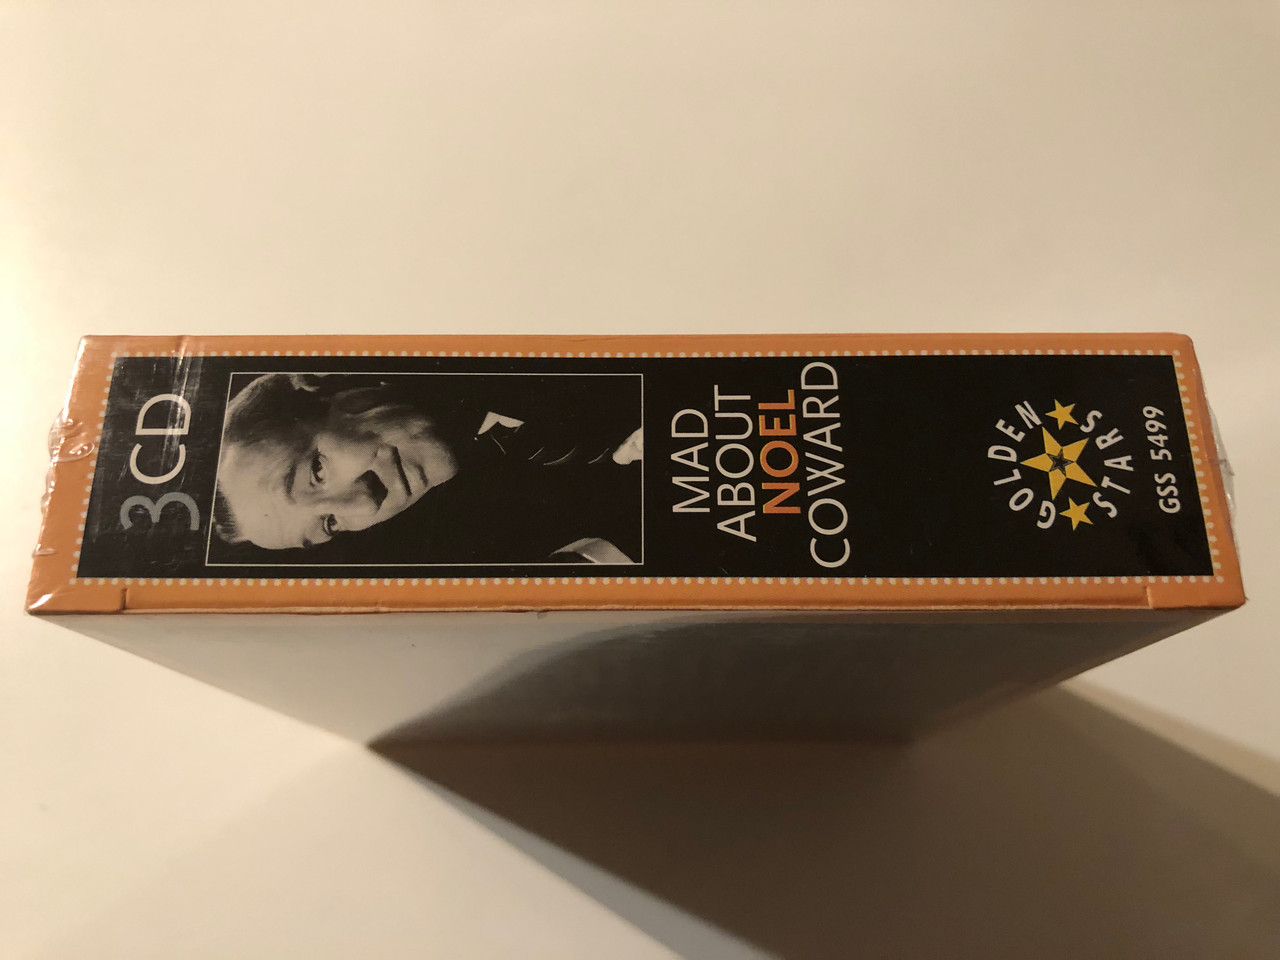 3CD
MAD
ABOUT
NOEL
COWARD
GOLDEN
STARS
GSS 5499